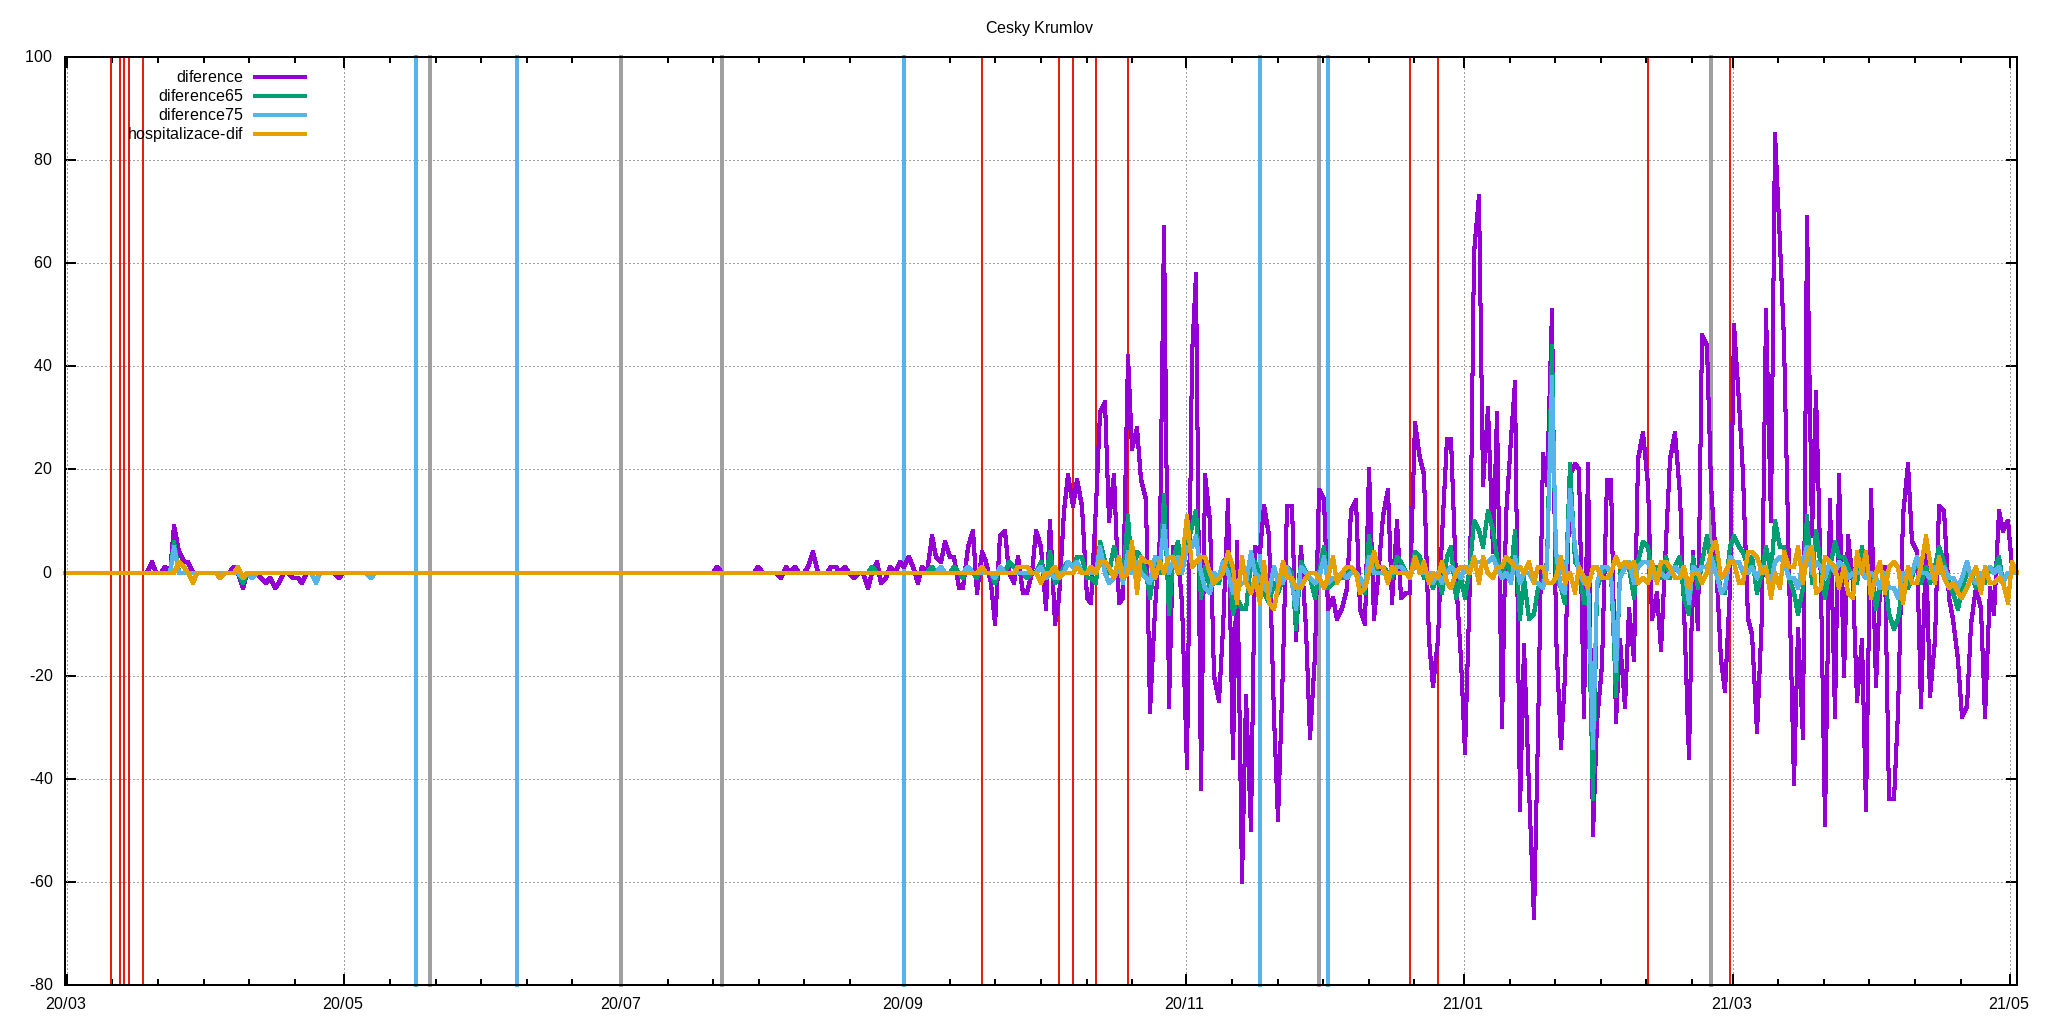 Cesky Krumlov
diference
diference65
diference75
hospitalizace-dif
100
80
60
40
20
0
-20
-40
-60
-80
20/03 20/05 20/07 20/09 20/11 21/01 21/03 21/05